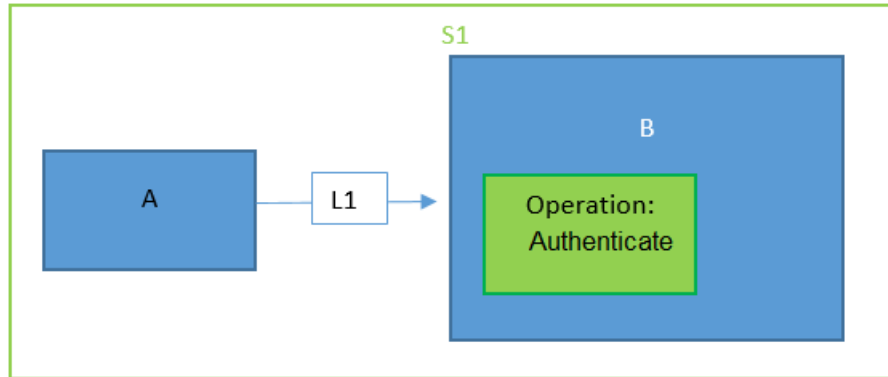 S1
B
A
L1
Operation:
Authenticate